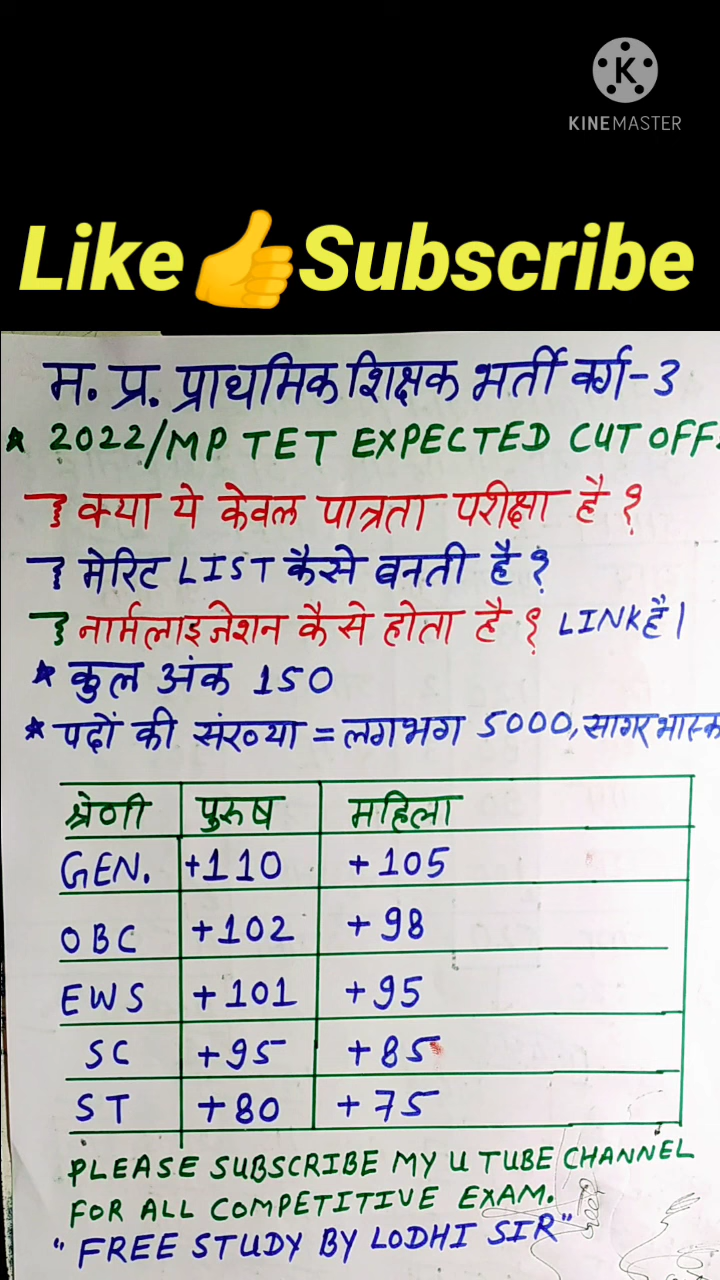 KINEMASTER
Like 👍 Subscribe
म. प्र. प्राथमिक शिक्षक भर्ती वर्ग-3
★ 2022/MP TET EXPECTED CUT OFF.
क्या ये केवल पात्रता परीक्षा है ?
मेरिट LIST कैसे बनती है ?
नार्मलाइजेशन कैसे होता है ? LINK है।
★ कुल अंक 150
★ पदों की संख्या = लगभग 5000, सागर भास्क
श्रेणी पुरुष महिला
GEN. +110 +105
OBC +102 +98
EWS +101 +95
SC +95 +85
ST +80 +75
PLEASE SUBSCRIBE MY U TUBE CHANNEL
FOR ALL COMPETITIVE EXAM.
"FREE STUDY BY LODHI SIR"